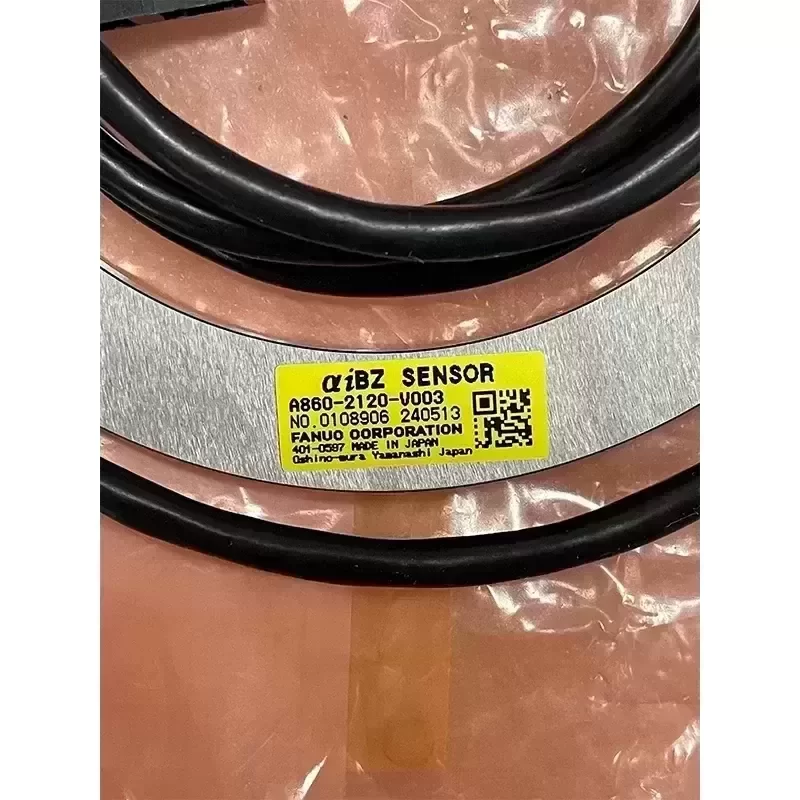 αiBZ SENSOR
A860-2120-V003
NO.0108906 240513
FANUC CORPORATION
401-0597 MADE IN JAPAN
Oshino-mura Yamanashi Japan